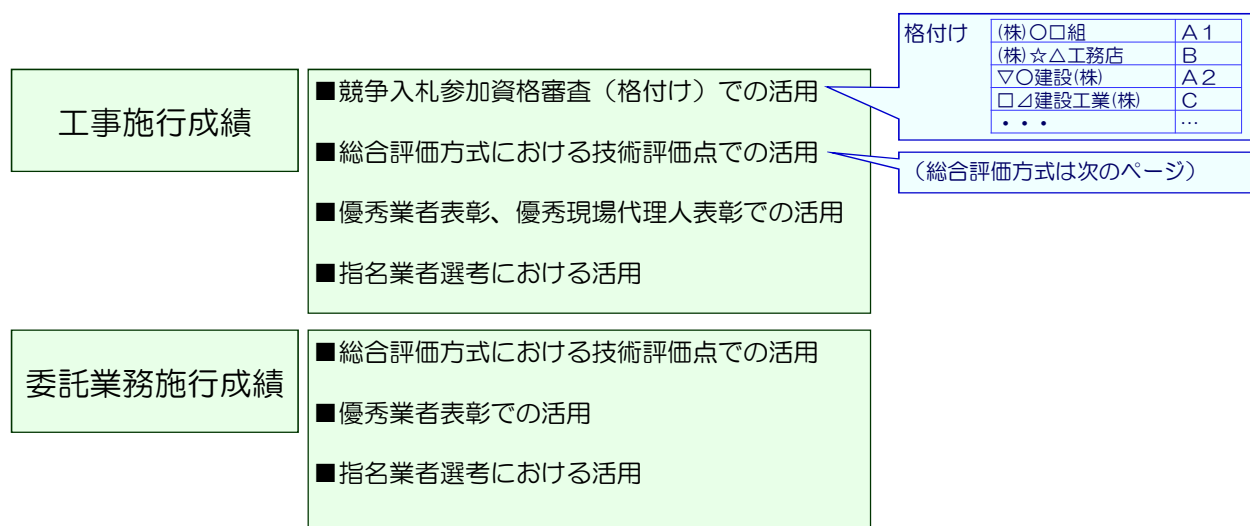 工事施行成績
■競争入札参加資格審査（格付け）での活用
■総合評価方式における技術評価点での活用
■優秀業者表彰、優秀現場代理人表彰での活用
■指名業者選考における活用
格付け
(株)〇□組 A1
(株)☆△工務店 B
▽〇建設(株) A2
□⊿建設工業(株) C
・・・ …
（総合評価方式は次のページ）
委託業務施行成績
■総合評価方式における技術評価点での活用
■優秀業者表彰での活用
■指名業者選考における活用